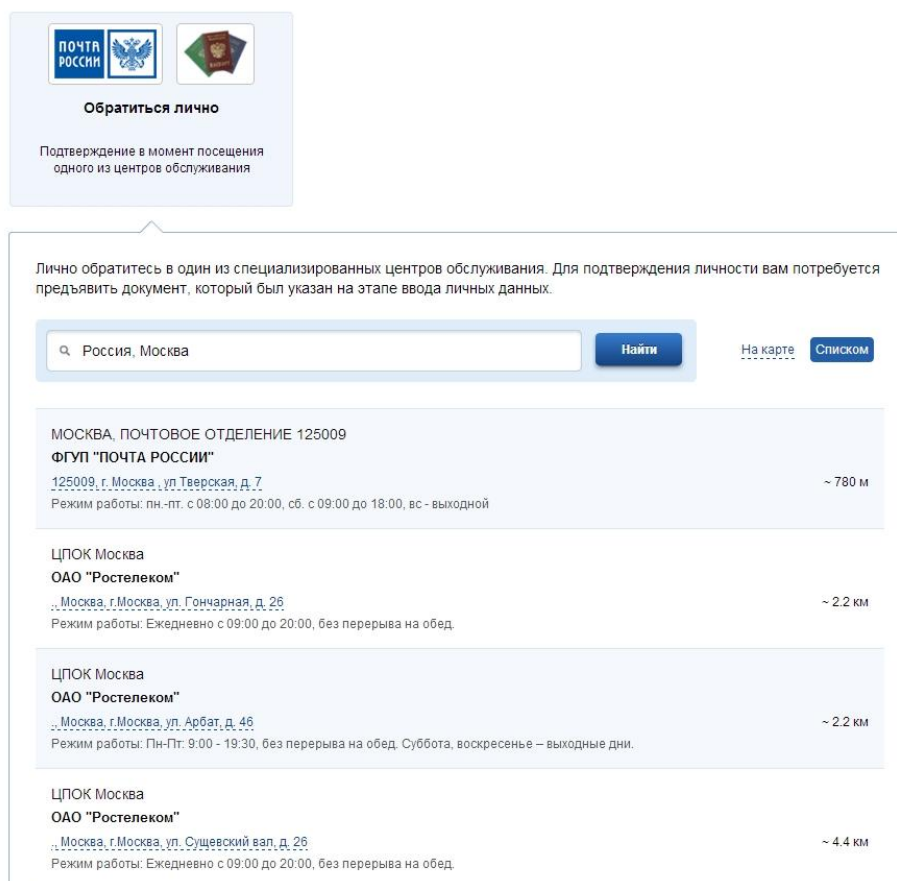 ПОЧТА
РОССИИ
Обратиться лично
Подтверждение в момент посещения
одного из центров обслуживания
Лично обратитесь в один из специализированных центров обслуживания. Для подтверждения личности вам потребуется
предъявить документ, который был указан на этапе ввода личных данных.
Россия, Москва
Найти
На карте
Списком
МОСКВА, ПОЧТОВОЕ ОТДЕЛЕНИЕ 125009
ФГУП "ПОЧТА РОССИИ"
125009, г. Москва , ул Тверская, д. 7
~ 780 м
Режим работы: пн.-пт. с 08:00 до 20:00, сб. с 09:00 до 18:00, вс - выходной
ЦПОК Москва
ОАО "Ростелеком"
., Москва, г.Москва, ул. Гончарная, д. 26
~ 2.2 км
Режим работы: Ежедневно с 09:00 до 20:00, без перерыва на обед.
ЦПОК Москва
ОАО "Ростелеком"
., Москва, г.Москва, ул. Арбат, д. 46
~ 2.2 км
Режим работы: Пн-Пт: 9:00 - 19:30, без перерыва на обед. Суббота, воскресенье – выходные дни.
ЦПОК Москва
ОАО "Ростелеком"
., Москва, г.Москва, ул. Сущевский вал, д. 26
~ 4.4 км
Режим работы: Ежедневно с 09:00 до 20:00, без перерыва на обед.